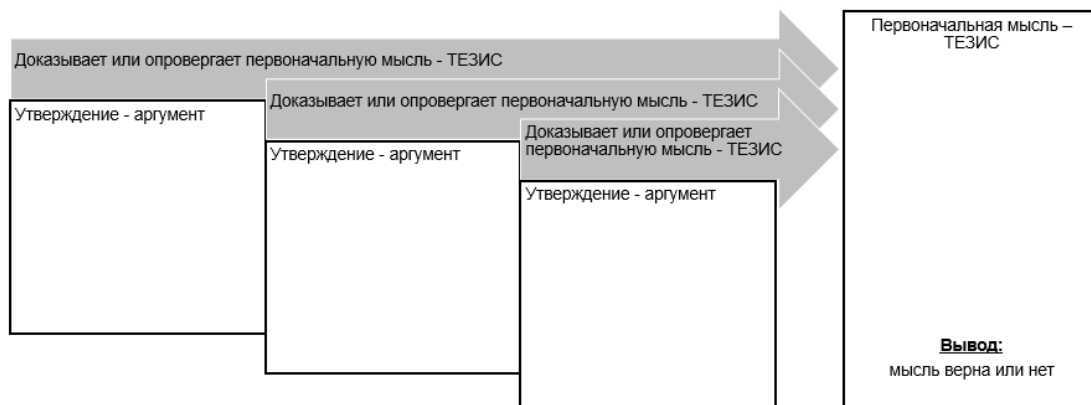 Первоначальная мысль –
ТЕЗИС
Доказывает или опровергает первоначальную мысль - ТЕЗИС
Доказывает или опровергает первоначальную мысль - ТЕЗИС
Утверждение - аргумент
Доказывает или опровергает
первоначальную мысль - ТЕЗИС
Утверждение - аргумент
Утверждение - аргумент
Вывод:
мысль верна или нет